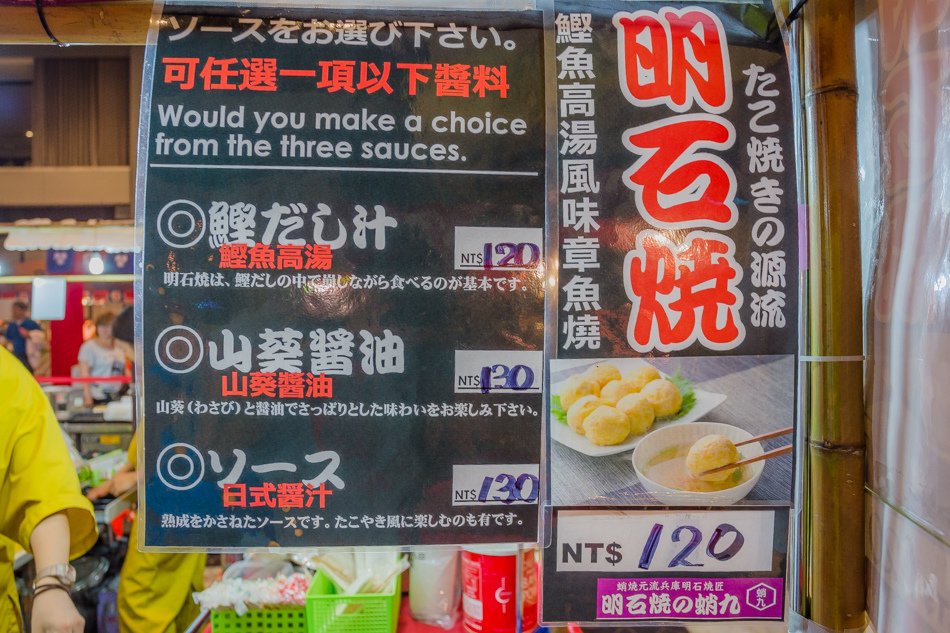 ソースをお選び下さい。
可任選一項以下醬料
Would you make a choice
from the three sauces.
◎鰹だし汁
鰹魚高湯
NT$120
明石焼は、鰹だしの中で崩しながら食べるのが基本です。
◎山葵醤油
山葵醬油
NT$130
山葵（わさび）と醤油でさっぱりとした味わいをお楽しみ下さい。
◎ソース
日式醬汁
NT$130
熟成をかさねたソースです。たこやき風に楽しむのも有です。
たこ焼きの源流
明石焼
鰹魚高湯風味章魚燒
NT$ 120
蛸焼元流兵庫明石焼匠
明石焼の蛸九
蛸九